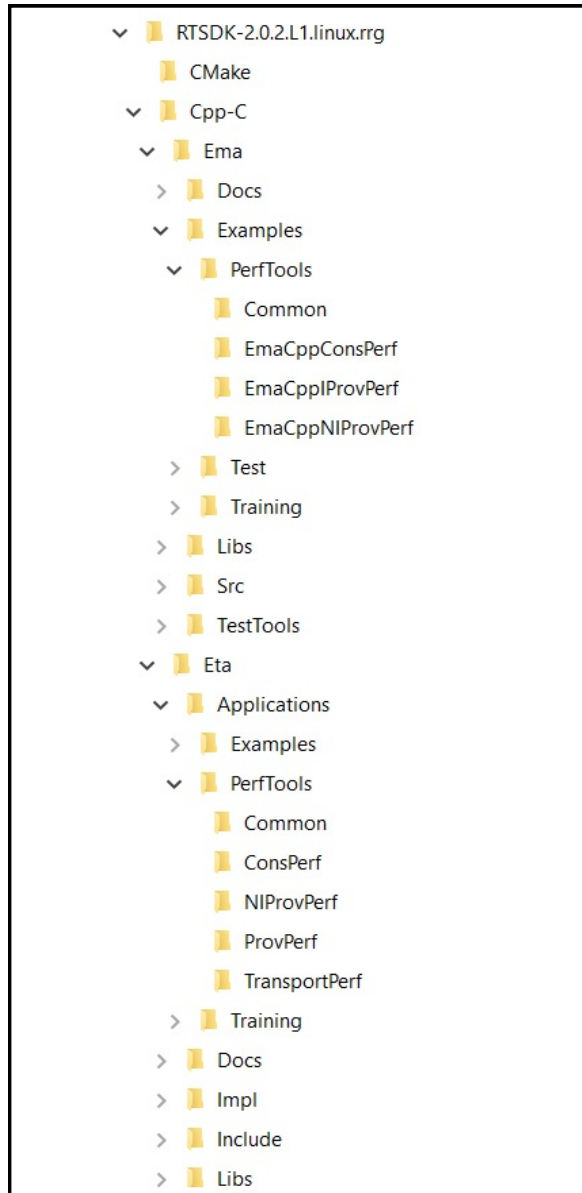 RTSDK-2.0.2.L1.linux.rrg
CMake
Cpp-C
Ema
Docs
Examples
PerfTools
Common
EmaCppConsPerf
EmaCppIProvPerf
EmaCppNIProvPerf
Test
Training
Libs
Src
TestTools
Eta
Applications
Examples
PerfTools
Common
ConsPerf
NIProvPerf
ProvPerf
TransportPerf
Training
Docs
Impl
Include
Libs